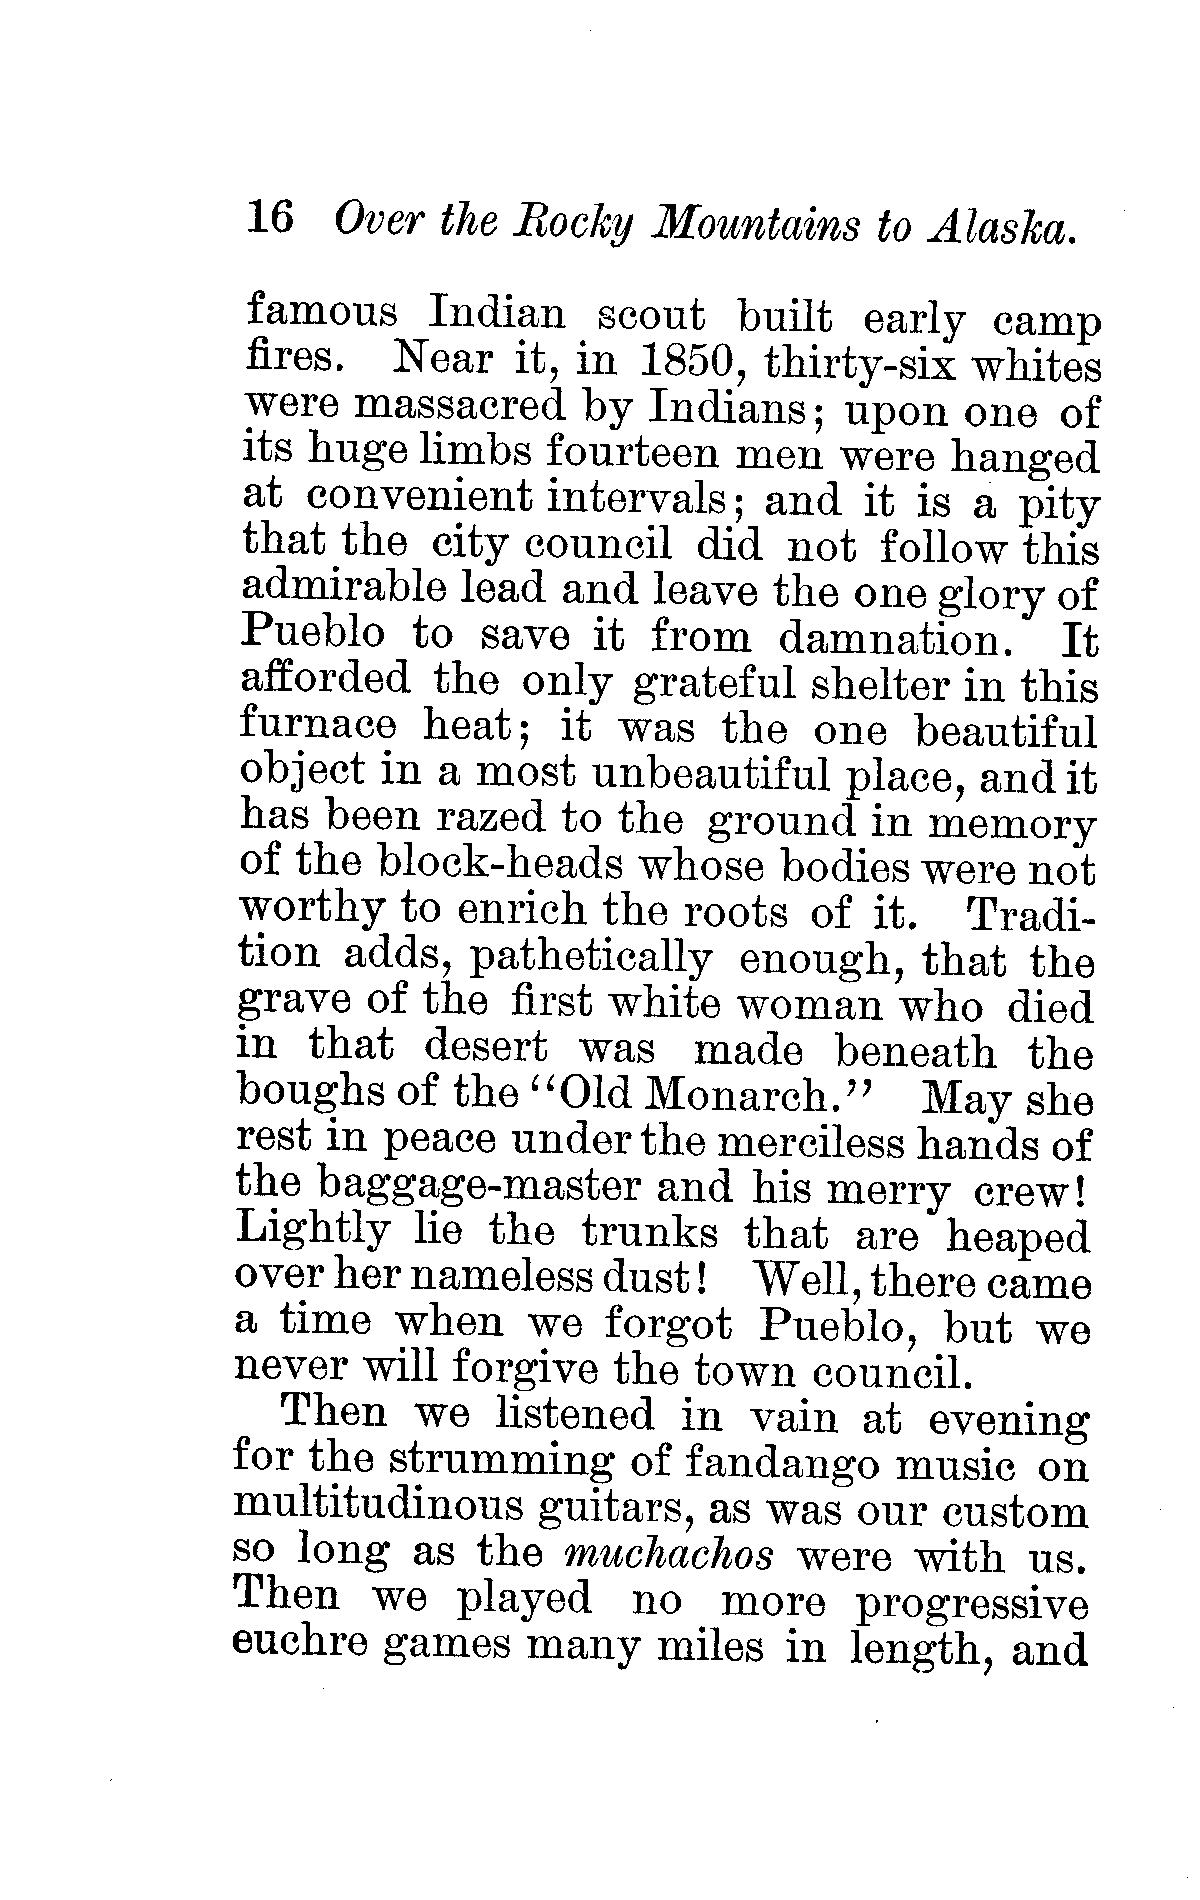 16 Over the Rocky Mountains to Alaska.
famous Indian scout built early camp
fires. Near it, in 1850, thirty-six whites
were massacred by Indians; upon one of
its huge limbs fourteen men were hanged
at convenient intervals; and it is a pity
that the city council did not follow this
admirable lead and leave the one glory of
Pueblo to save it from damnation. It
afforded the only grateful shelter in this
furnace heat; it was the one beautiful
object in a most unbeautiful place, and it
has been razed to the ground in memory
of the block-heads whose bodies were not
worthy to enrich the roots of it. Tradi-
tion adds, pathetically enough, that the
grave of the first white woman who died
in that desert was made beneath the
boughs of the “Old Monarch.” May she
rest in peace under the merciless hands of
the baggage-master and his merry crew!
Lightly lie the trunks that are heaped
over her nameless dust! Well, there came
a time when we forgot Pueblo, but we
never will forgive the town council.
Then we listened in vain at evening
for the strumming of fandango music on
multitudinous guitars, as was our custom
so long as the muchachos were with us.
Then we played no more progressive
euchre games many miles in length, and